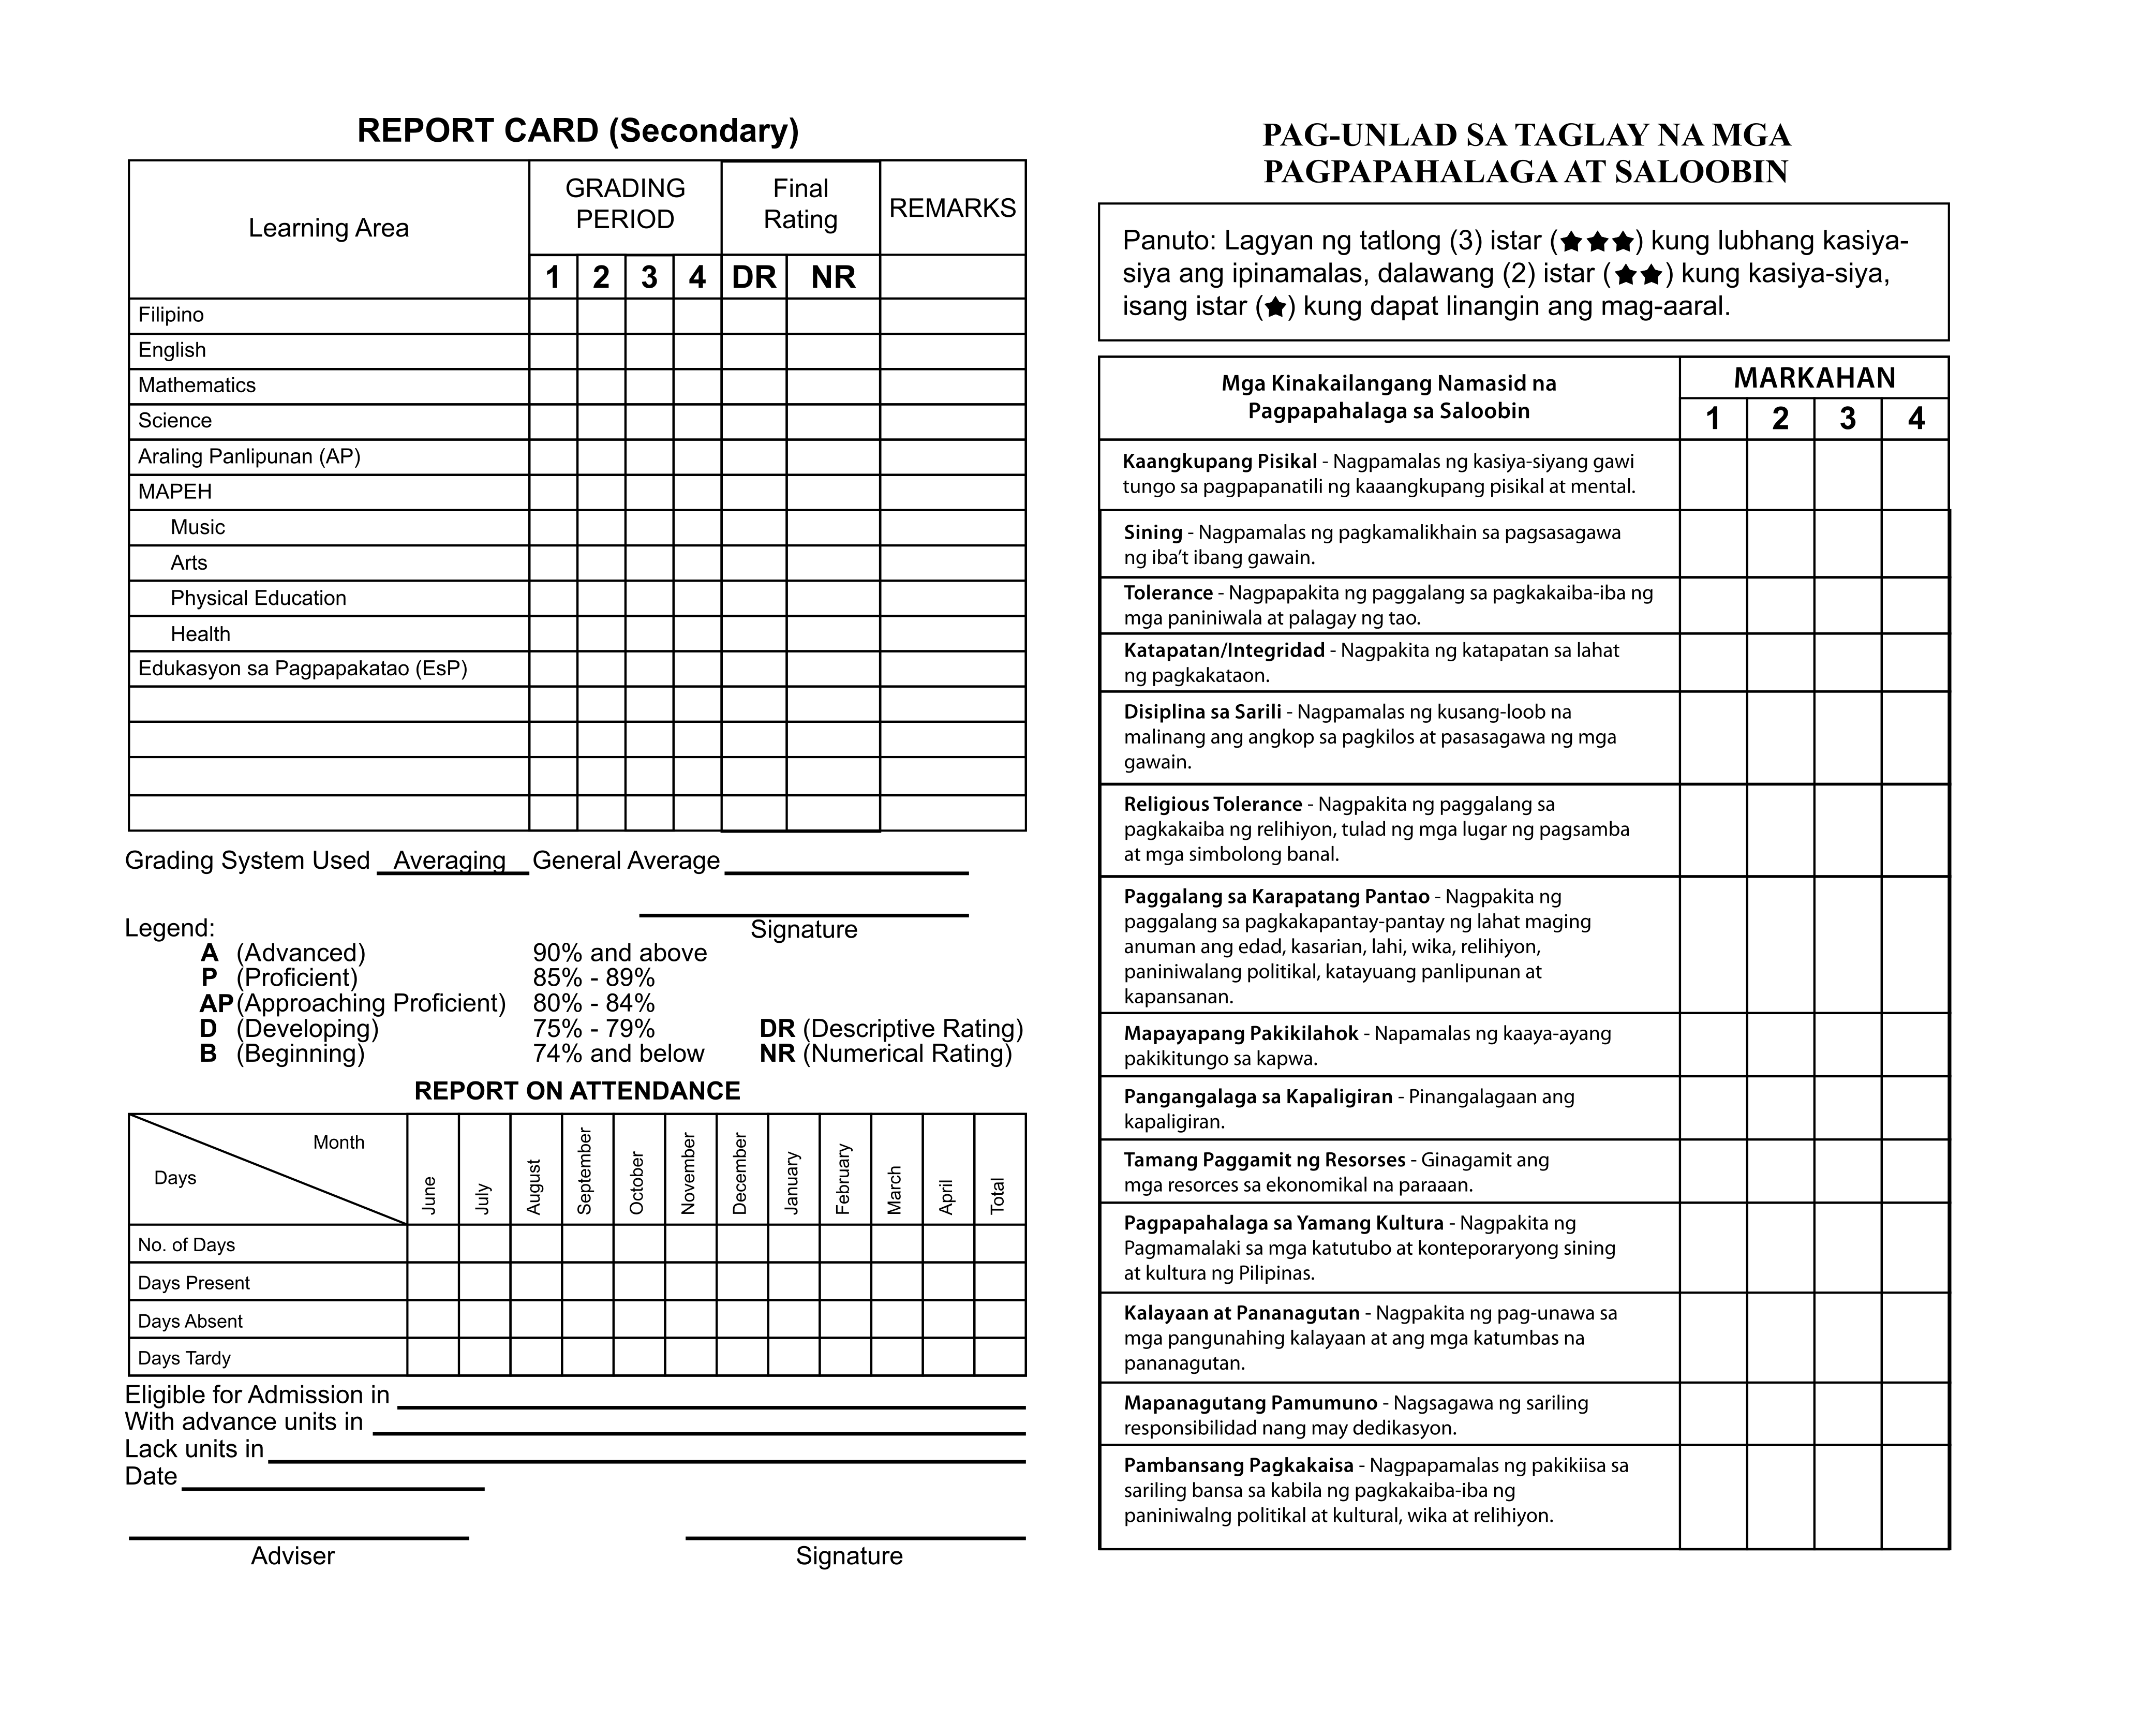 REPORT CARD (Secondary)
Learning Area
GRADING
PERIOD
Final
Rating
REMARKS
1 2 3 4 DR NR
Filipino
English
Mathematics
Science
Araling Panlipunan (AP)
MAPEH
Music
Arts
Physical Education
Health
Edukasyon sa Pagpapakatao (EsP)
Grading System Used Averaging General Average
Signature
Legend:
A (Advanced) 90% and above
P (Proficient) 85% - 89%
AP (Approaching Proficient) 80% - 84%
D (Developing) 75% - 79% DR (Descriptive Rating)
B (Beginning) 74% and below NR (Numerical Rating)
REPORT ON ATTENDANCE
Month
Days
June
July
August
September
October
November
December
January
February
March
April
Total
No. of Days
Days Present
Days Absent
Days Tardy
Eligible for Admission in
With advance units in
Lack units in
Date
Adviser Signature
PAG-UNLAD SA TAGLAY NA MGA
PAGPAPAHALAGA AT SALOOBIN
Panuto: Lagyan ng tatlong (3) istar (★★★) kung lubhang kasiya-
siya ang ipinamalas, dalawang (2) istar (★★) kung kasiya-siya,
isang istar (★) kung dapat linangin ang mag-aaral.
Mga Kinakailangang Namasid na
Pagpapahalaga sa Saloobin
MARKAHAN
1 2 3 4
Kaangkupang Pisikal - Nagpamalas ng kasiya-siyang gawi
tungo sa pagpapanatili ng kaaangkupang pisikal at mental.
Sining - Nagpamalas ng pagkamalikhain sa pagsasagawa
ng iba’t ibang gawain.
Tolerance - Nagpapakita ng paggalang sa pagkakaiba-iba ng
mga paniniwala at palagay ng tao.
Katapatan/Integridad - Nagpakita ng katapatan sa lahat
ng pagkakataon.
Disiplina sa Sarili - Nagpamalas ng kusang-loob na
malinang ang angkop sa pagkilos at pasasagawa ng mga
gawain.
Religious Tolerance - Nagpakita ng paggalang sa
pagkakaiba ng relihiyon, tulad ng mga lugar ng pagsamba
at mga simbolong banal.
Paggalang sa Karapatang Pantao - Nagpakita ng
paggalang sa pagkakapantay-pantay ng lahat maging
anuman ang edad, kasarian, lahi, wika, relihiyon,
paniniwalang politikal, katayuang panlipunan at
kapansanan.
Mapayapang Pakikilahok - Napamalas ng kaaya-ayang
pakikitungo sa kapwa.
Pangangalaga sa Kapaligiran - Pinangalagaan ang
kapaligiran.
Tamang Paggamit ng Resorses - Ginagamit ang
mga resorces sa ekonomikal na paraaan.
Pagpapahalaga sa Yamang Kultura - Nagpakita ng
Pagmamalaki sa mga katutubo at konteporaryong sining
at kultura ng Pilipinas.
Kalayaan at Pananagutan - Nagpakita ng pag-unawa sa
mga pangunahing kalayaan at ang mga katumbas na
pananagutan.
Mapanagutang Pamumuno - Nagsagawa ng sariling
responsibilidad nang may dedikasyon.
Pambansang Pagkakaisa - Nagpapamalas ng pakikiisa sa
sariling bansa sa kabila ng pagkakaiba-iba ng
paniniwalng politikal at kultural, wika at relihiyon.